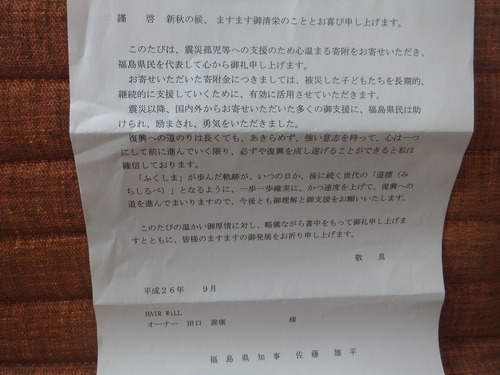 謹　啓　新秋の候、ますます御清栄のこととお喜び申し上げます。
このたびは、震災孤児等への支援のため心温まる寄附をお寄せいただき、
福島県民を代表して心から御礼申し上げます。
お寄せいただいた寄附金につきましては、被災した子どもたちを長期的、
継続的に支援していくために、有効に活用させていただきます。
震災以降、国内外からお寄せいただいた多くの御支援に、福島県民は助
けられ、励まされ、勇気をいただきました。
復興への道のりは長くても、あきらめず、強い意志を持って、心は一つ
にして前に進んでいく限り、必ずや復興を成し遂げることができると私は
確信しております。
「ふくしま」が歩んだ軌跡が、いつの日か、後に続く世代の「道標（み
ちしるべ）」となるように、一歩一歩確実に、かつ速度を上げて、復興への
道を進んでまいりますので、今後とも御理解と御支援をお願いいたします。
このたびの温かい御厚情に対し、略儀ながら書中をもって御礼申し上げま
すとともに、皆様のますますの御発展をお祈り申し上げます。
敬　具
平成２６年　９月
HAIR WiLL
オーナー　田口　善康　様
福島県知事　佐藤　雄平